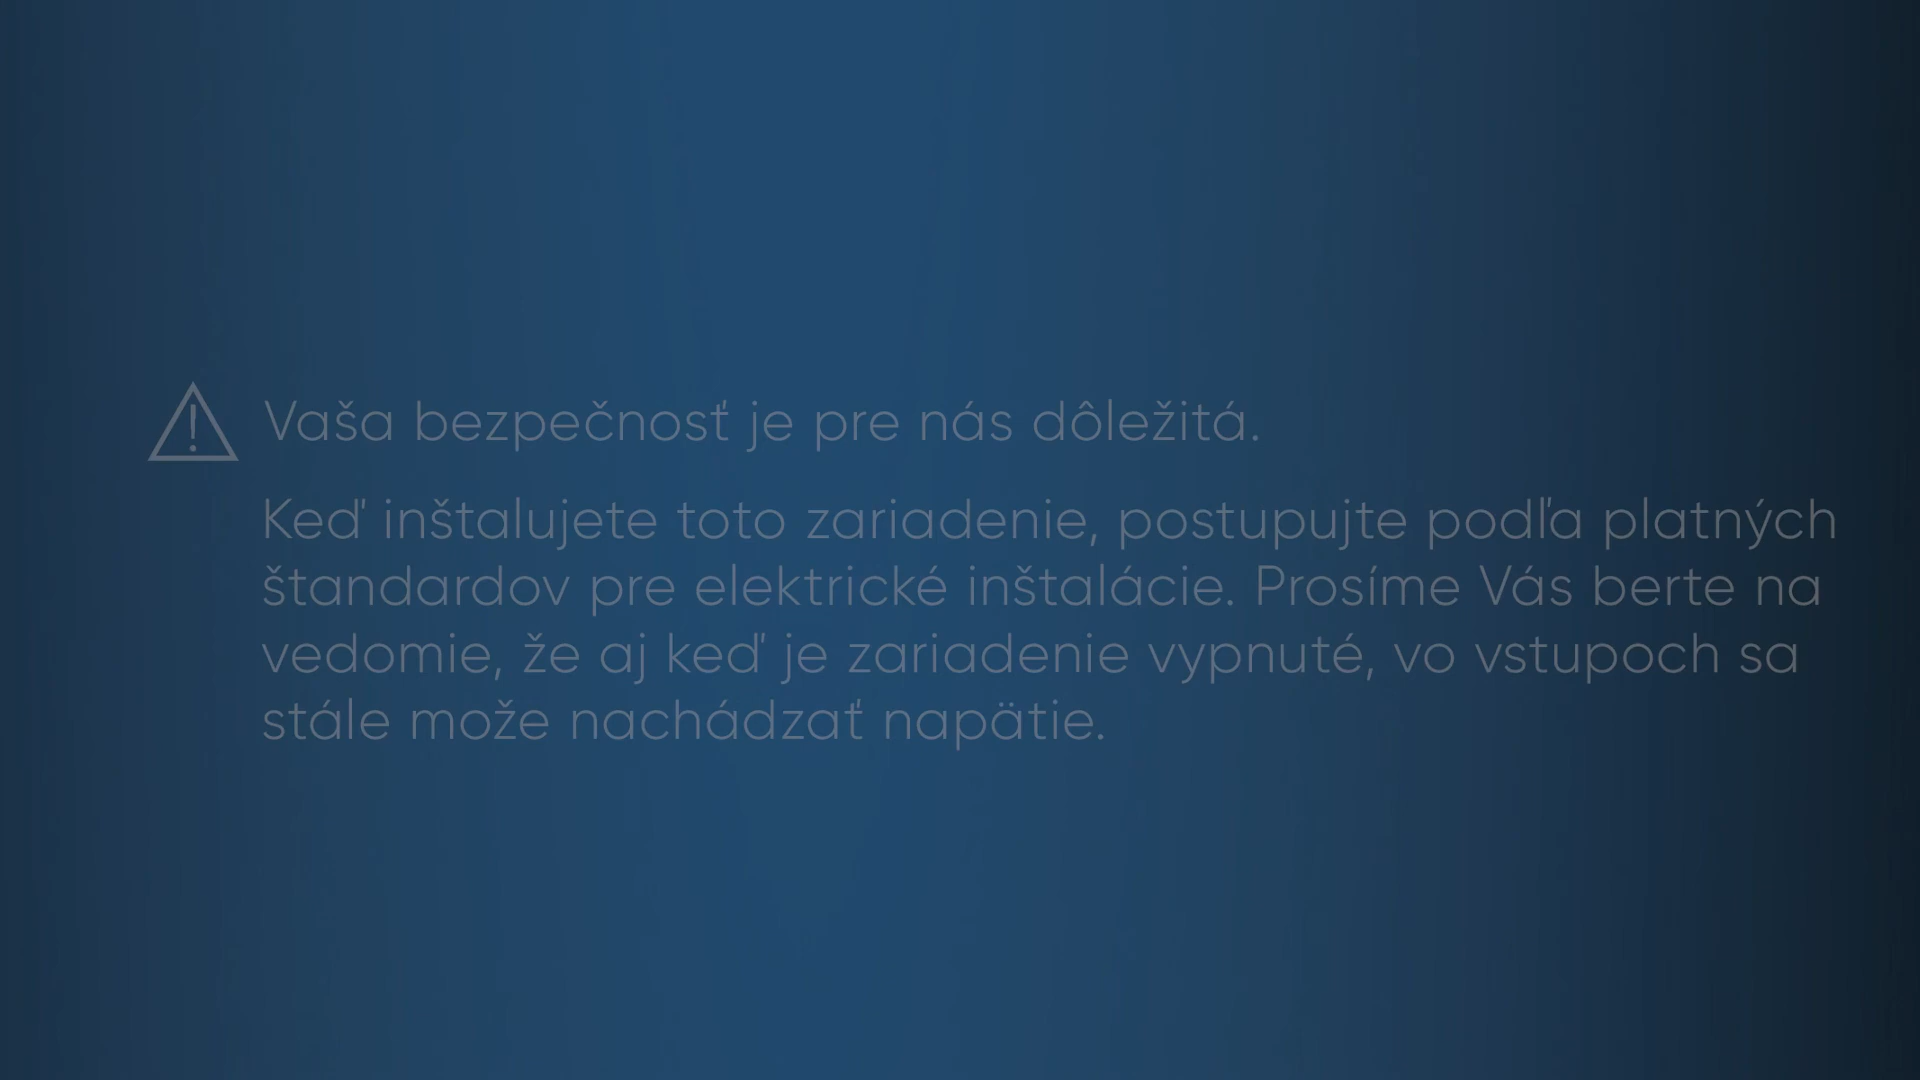 Vaša bezpečnosť je pre nás dôležitá.
Keď inštalujete toto zariadenie, postupujte podľa platných
štandardov pre elektrické inštalácie. Prosíme Vás berte na
vedomie, že aj keď je zariadenie vypnuté, vo vstupoch sa
stále može nachádzať napätie.